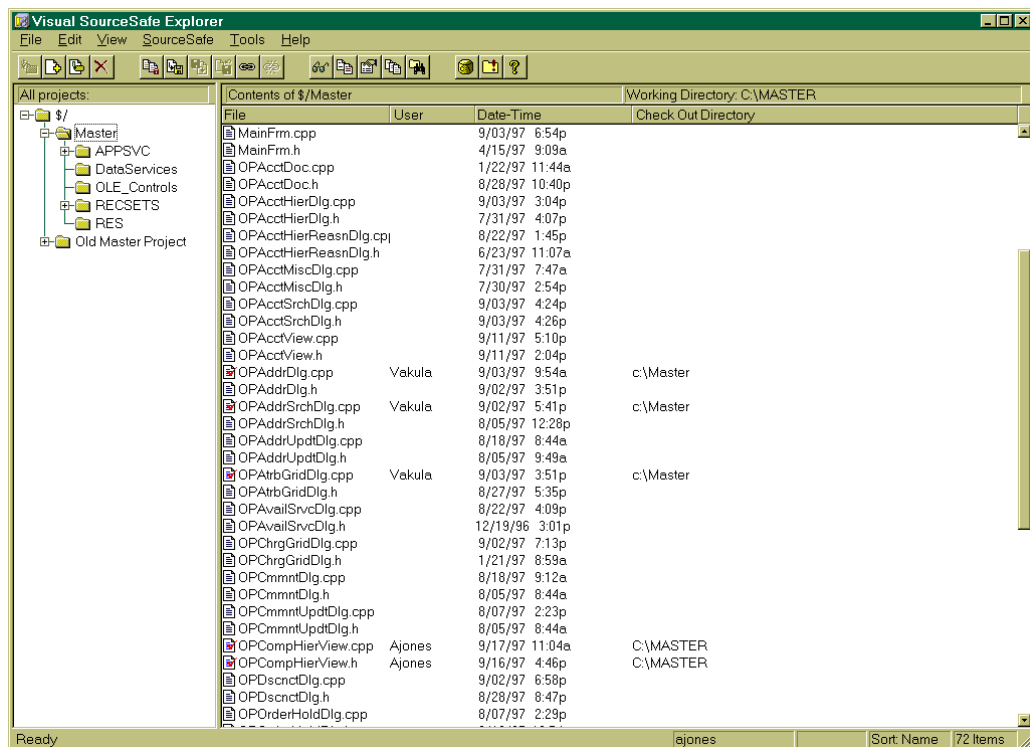 Visual SourceSafe Explorer
File Edit View SourceSafe Tools Help
All projects:
Contents of $/Master
Working Directory: C:\MASTER
$/
Master
APPSVC
DataServices
OLE_Controls
RECSETS
RES
Old Master Project
File User Date-Time Check Out Directory
MainFrm.cpp 9/03/97 6:54p
MainFrm.h 4/15/97 9:09a
OPAcctDoc.cpp 1/22/97 11:44a
OPAcctDoc.h 8/28/97 10:40p
OPAcctHierDlg.cpp 9/03/97 3:04p
OPAcctHierDlg.h 7/31/97 4:07p
OPAcctHierReasnDlg.cpp 8/22/97 1:45p
OPAcctHierReasnDlg.h 6/23/97 11:07a
OPAcctMiscDlg.cpp 7/31/97 7:47a
OPAcctMiscDlg.h 7/30/97 2:54p
OPAcctSrchDlg.cpp 9/03/97 4:24p
OPAcctSrchDlg.h 9/03/97 4:26p
OPAcctView.cpp 9/11/97 5:10p
OPAcctView.h 9/11/97 2:04p
OPAddrDlg.cpp Vakula 9/03/97 9:54a c:\Master
OPAddrDlg.h 9/02/97 3:51p
OPAddrSrchDlg.cpp Vakula 9/02/97 5:41p c:\Master
OPAddrSrchDlg.h 8/05/97 12:28p
OPAddrUpdtDlg.cpp 8/18/97 8:44a
OPAddrUpdtDlg.h 8/05/97 9:49a
OPAtrbGridDlg.cpp Vakula 9/03/97 3:51p c:\Master
OPAtrbGridDlg.h 8/27/97 5:35p
OPAvailSrvcDlg.cpp 8/22/97 4:09p
OPAvailSrvcDlg.h 12/19/96 3:01p
OPChrgGridDlg.cpp 9/02/97 7:13p
OPChrgGridDlg.h 1/21/97 8:59a
OPCmmntDlg.cpp 8/18/97 9:12a
OPCmmntDlg.h 8/05/97 8:44a
OPCmmntUpdtDlg.cpp 8/07/97 2:23p
OPCmmntUpdtDlg.h 8/05/97 8:44a
OPCompHierView.cpp Ajones 9/17/97 11:04a C:\MASTER
OPCompHierView.h Ajones 9/16/97 4:46p C:\MASTER
OPDscnctDlg.cpp 9/02/97 6:58p
OPDscnctDlg.h 8/28/97 8:47p
OPOrderHoldDlg.cpp 8/07/97 2:29p
Ready ajones Sort: Name 72 Items